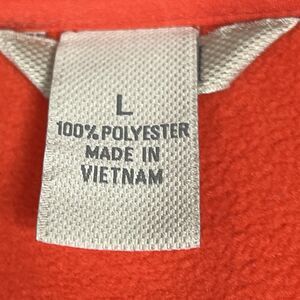 L
100% POLYESTER
MADE IN
VIETNAM